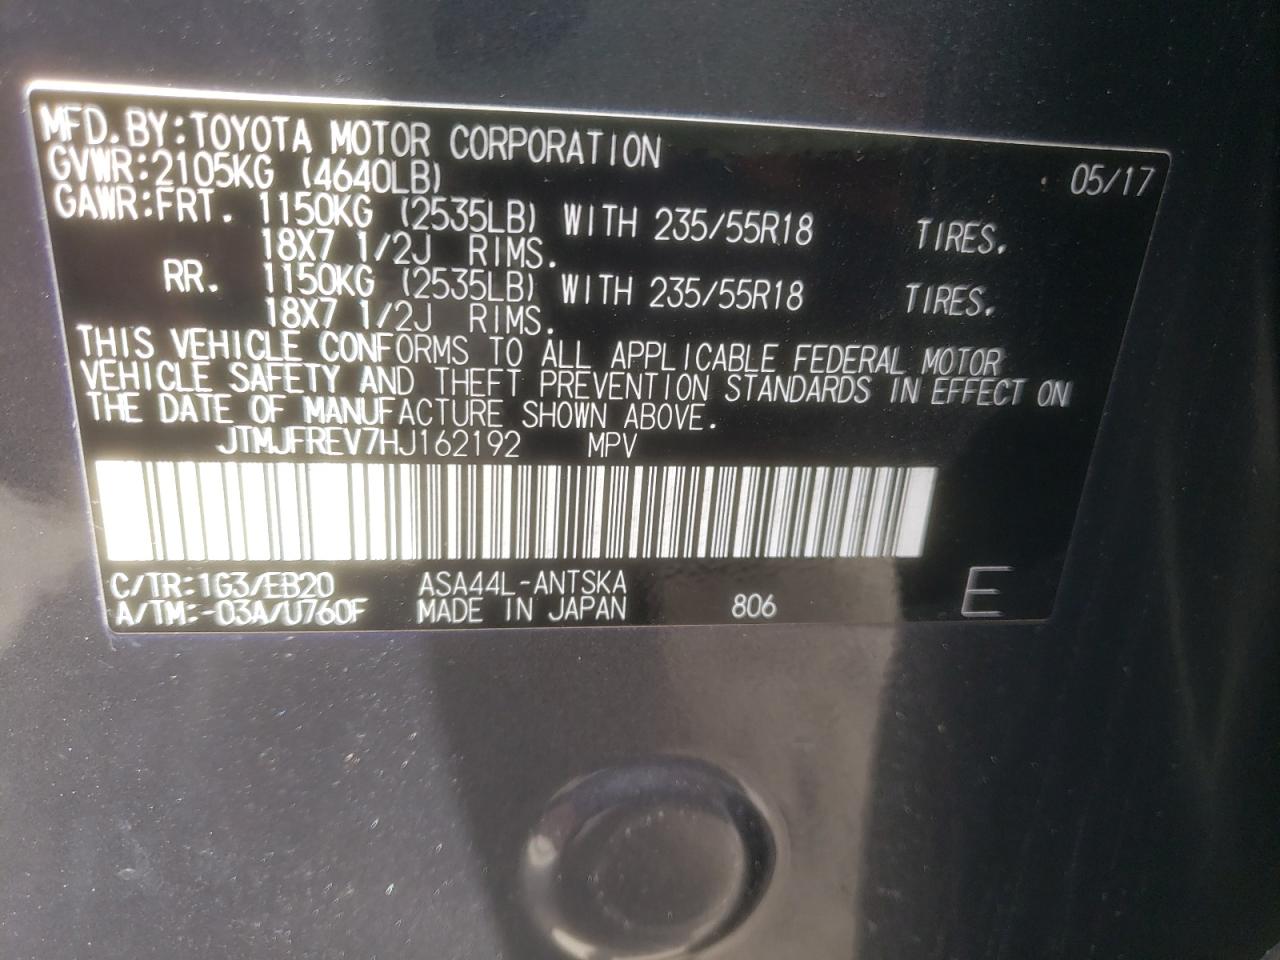 MFD.BY:TOYOTA MOTOR CORPORATION 05/17
GVWR:2105KG (4640LB)
GAWR:FRT. 1150KG (2535LB) WITH 235/55R18 TIRES.
18X7 1/2J RIMS.
RR. 1150KG (2535LB) WITH 235/55R18 TIRES.
18X7 1/2J RIMS.
THIS VEHICLE CONFORMS TO ALL APPLICABLE FEDERAL MOTOR
VEHICLE SAFETY AND THEFT PREVENTION STANDARDS IN EFFECT ON
THE DATE OF MANUFACTURE SHOWN ABOVE.
JTMJFREV7HJ162192 MPV
C/TR:1G3/EB20 ASA44L-ANTSKA
A/TM:-03A/U760F MADE IN JAPAN 806 E